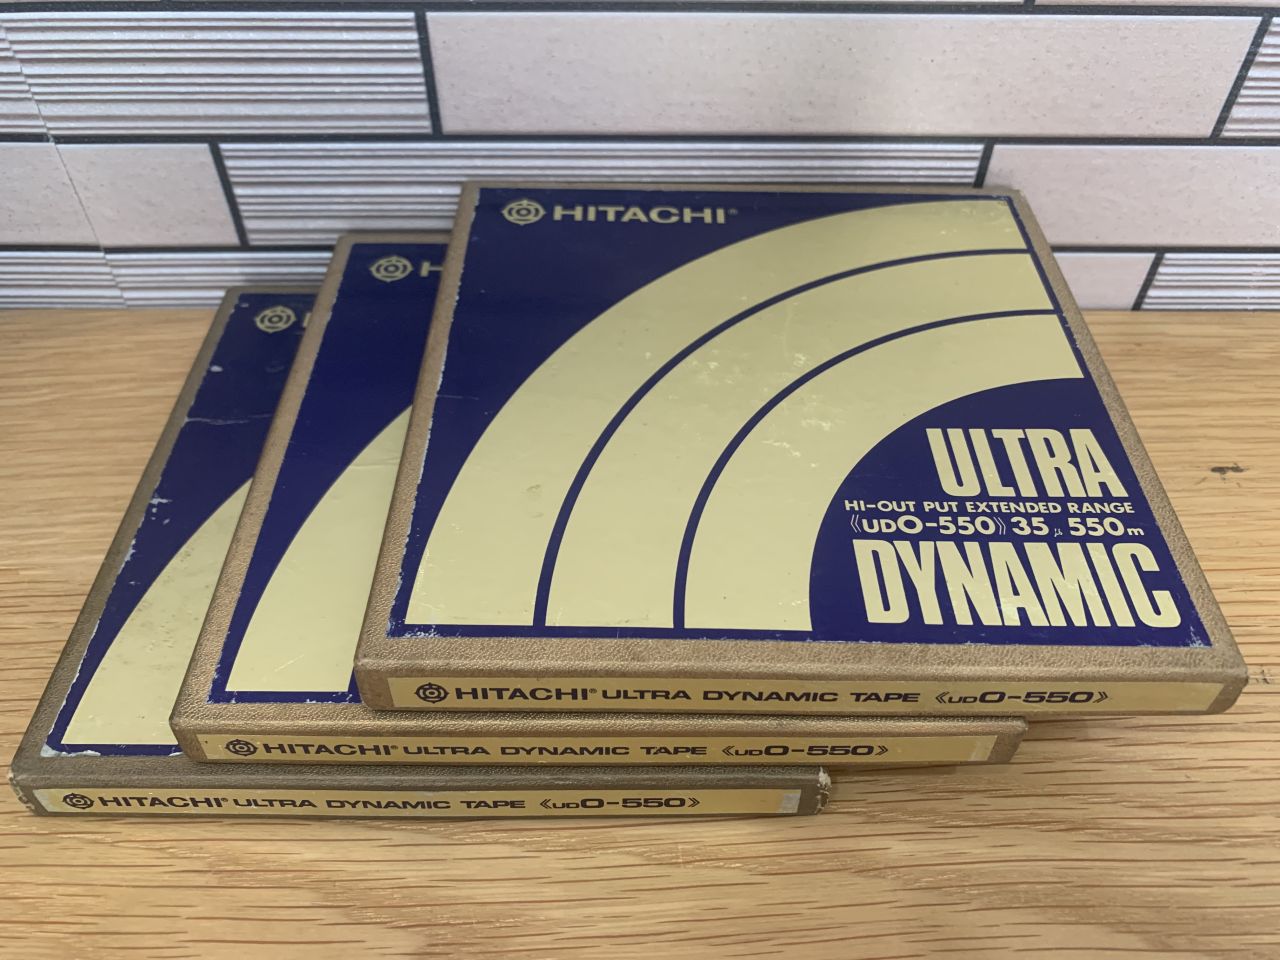 HITACHI®
ULTRA
HI-OUT PUT EXTENDED RANGE
《UDO-550》 35μ 550m
DYNAMIC
HITACHI® ULTRA DYNAMIC TAPE 《UDO-550》
HITACHI® ULTRA DYNAMIC TAPE 《UDO-550》
HITACHI® ULTRA DYNAMIC TAPE 《UDO-550》